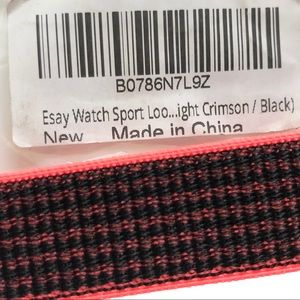 B0786N7L9Z
Esay Watch Sport Loo...ight Crimson / Black)
New Made in China